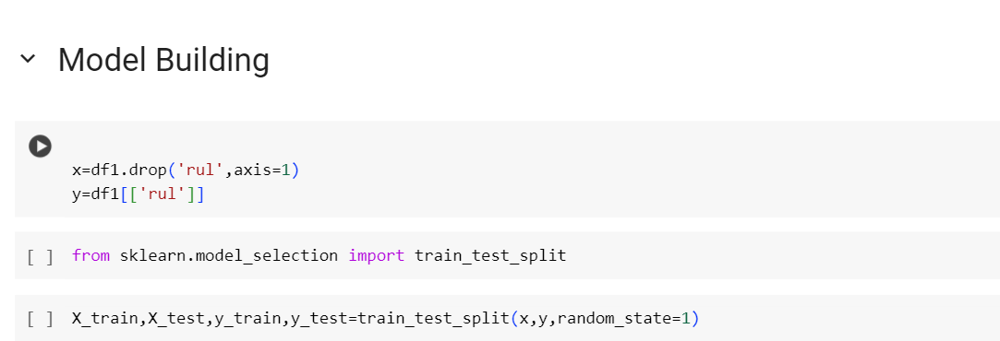 Model Building
x=df1.drop('rul',axis=1)
y=df1[['rul']]
[ ] from sklearn.model_selection import train_test_split
[ ] X_train,X_test,y_train,y_test=train_test_split(x,y,random_state=1)